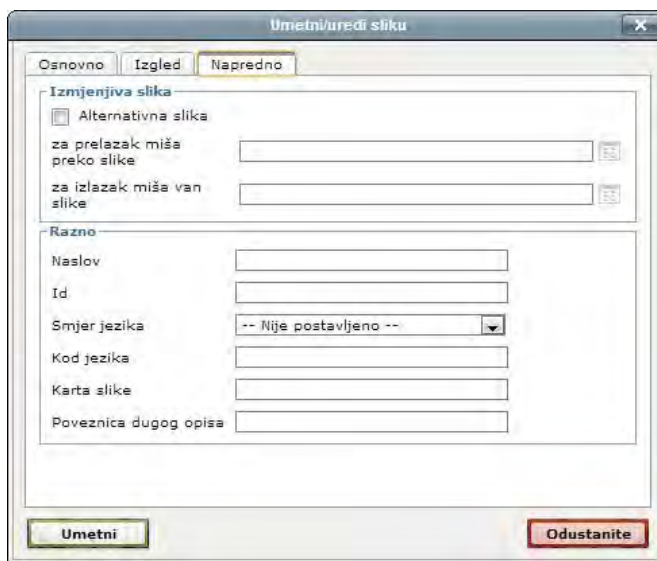 Umetni/uredi sliku
Osnovno Izgled Napredno
Izmjenjiva slika
Alternativna slika
za prelazak miša
preko slike
za izlazak miša van
slike
Razno
Naslov
Id
Smjer jezika -- Nije postavljeno --
Kod jezika
Karta slike
Poveznica dugog opisa
Umetni Odustanite